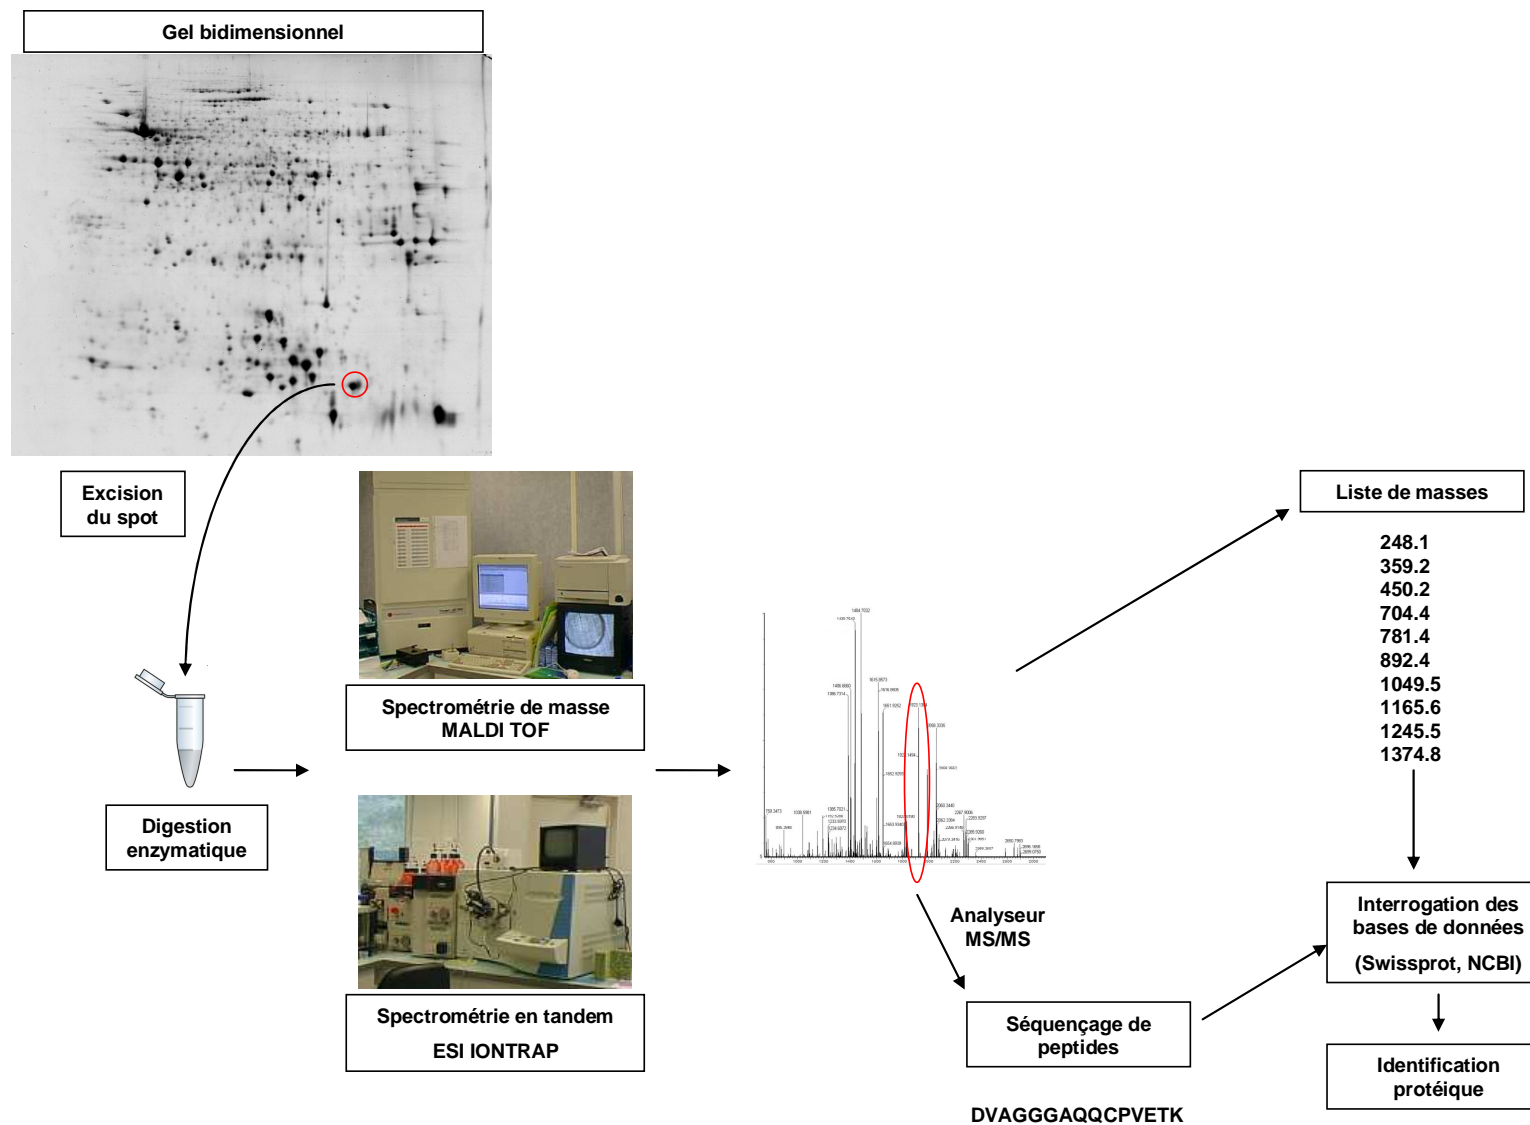 Gel bidimensionnel
Excision
du spot
Digestion
enzymatique
Spectrométrie de masse
MALDI TOF
Spectrométrie en tandem
ESI IONTRAP
Analyseur
MS/MS
Séquençage de
peptides
DVAGGGAQQCPVETK
Liste de masses
248.1
359.2
450.2
704.4
781.4
892.4
1049.5
1165.6
1245.5
1374.8
Interrogation des
bases de données
(Swissprot, NCBI)
Identification
protéique